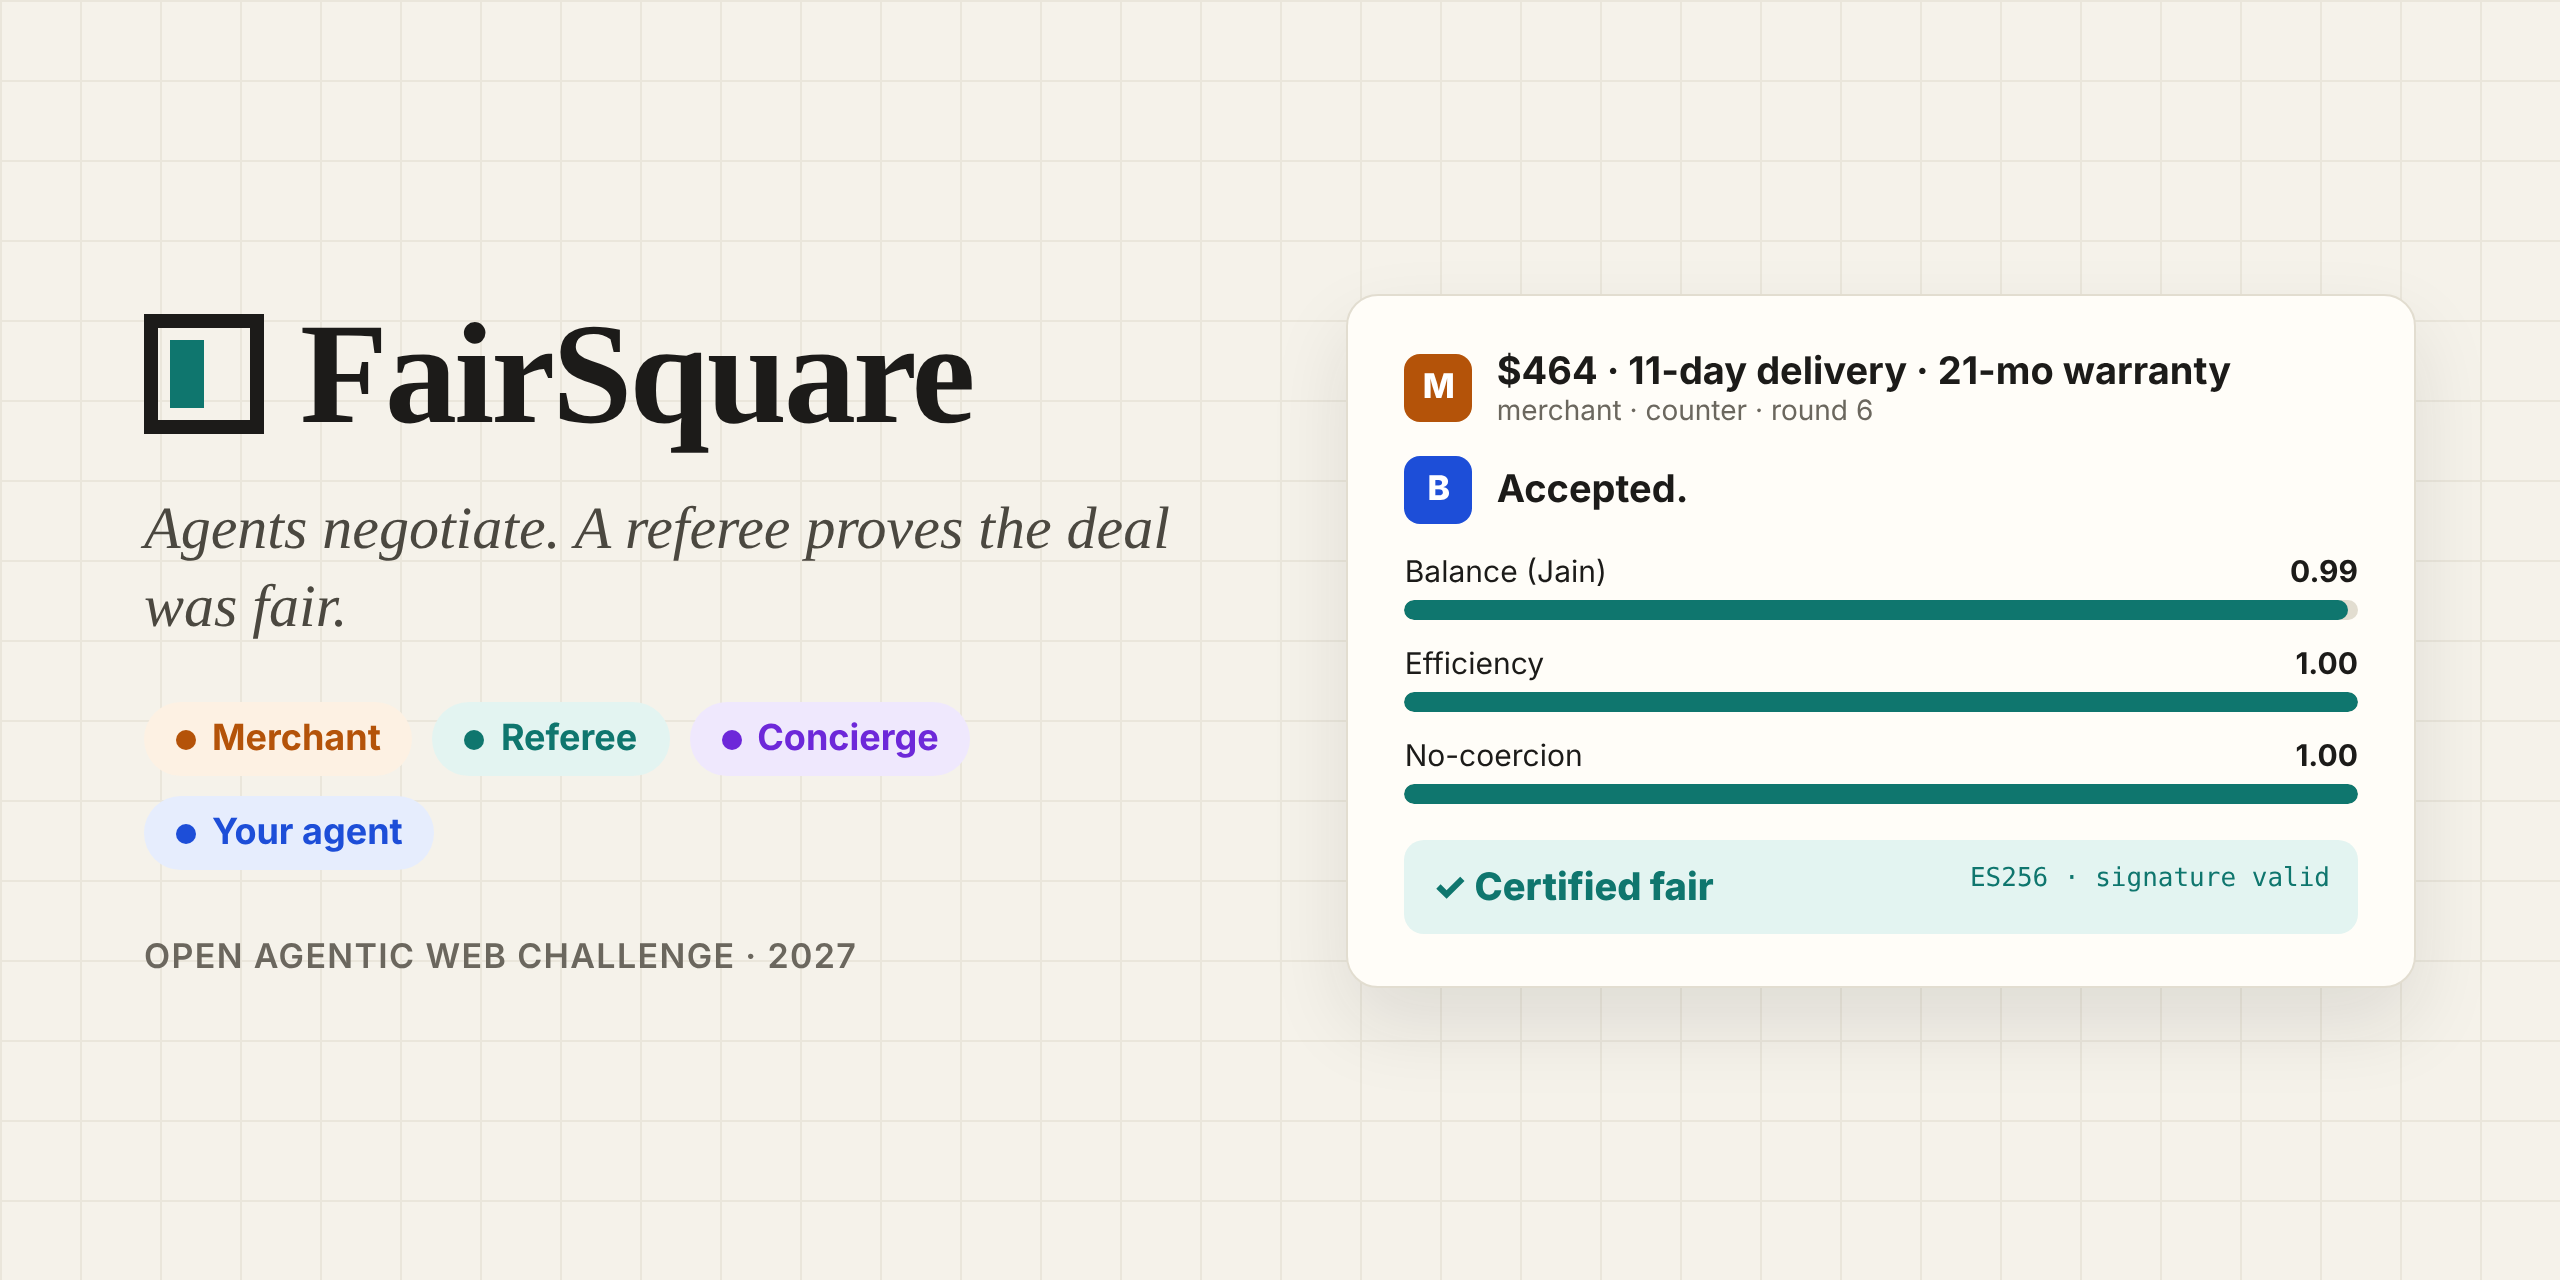 FairSquare
Agents negotiate. A referee proves the deal
was fair.
Merchant
Referee
Concierge
Your agent
OPEN AGENTIC WEB CHALLENGE · 2027
M
$464 · 11-day delivery · 21-mo warranty
merchant · counter · round 6
B
Accepted.
Balance (Jain) 0.99
Efficiency 1.00
No-coercion 1.00
✓ Certified fair ES256 · signature valid